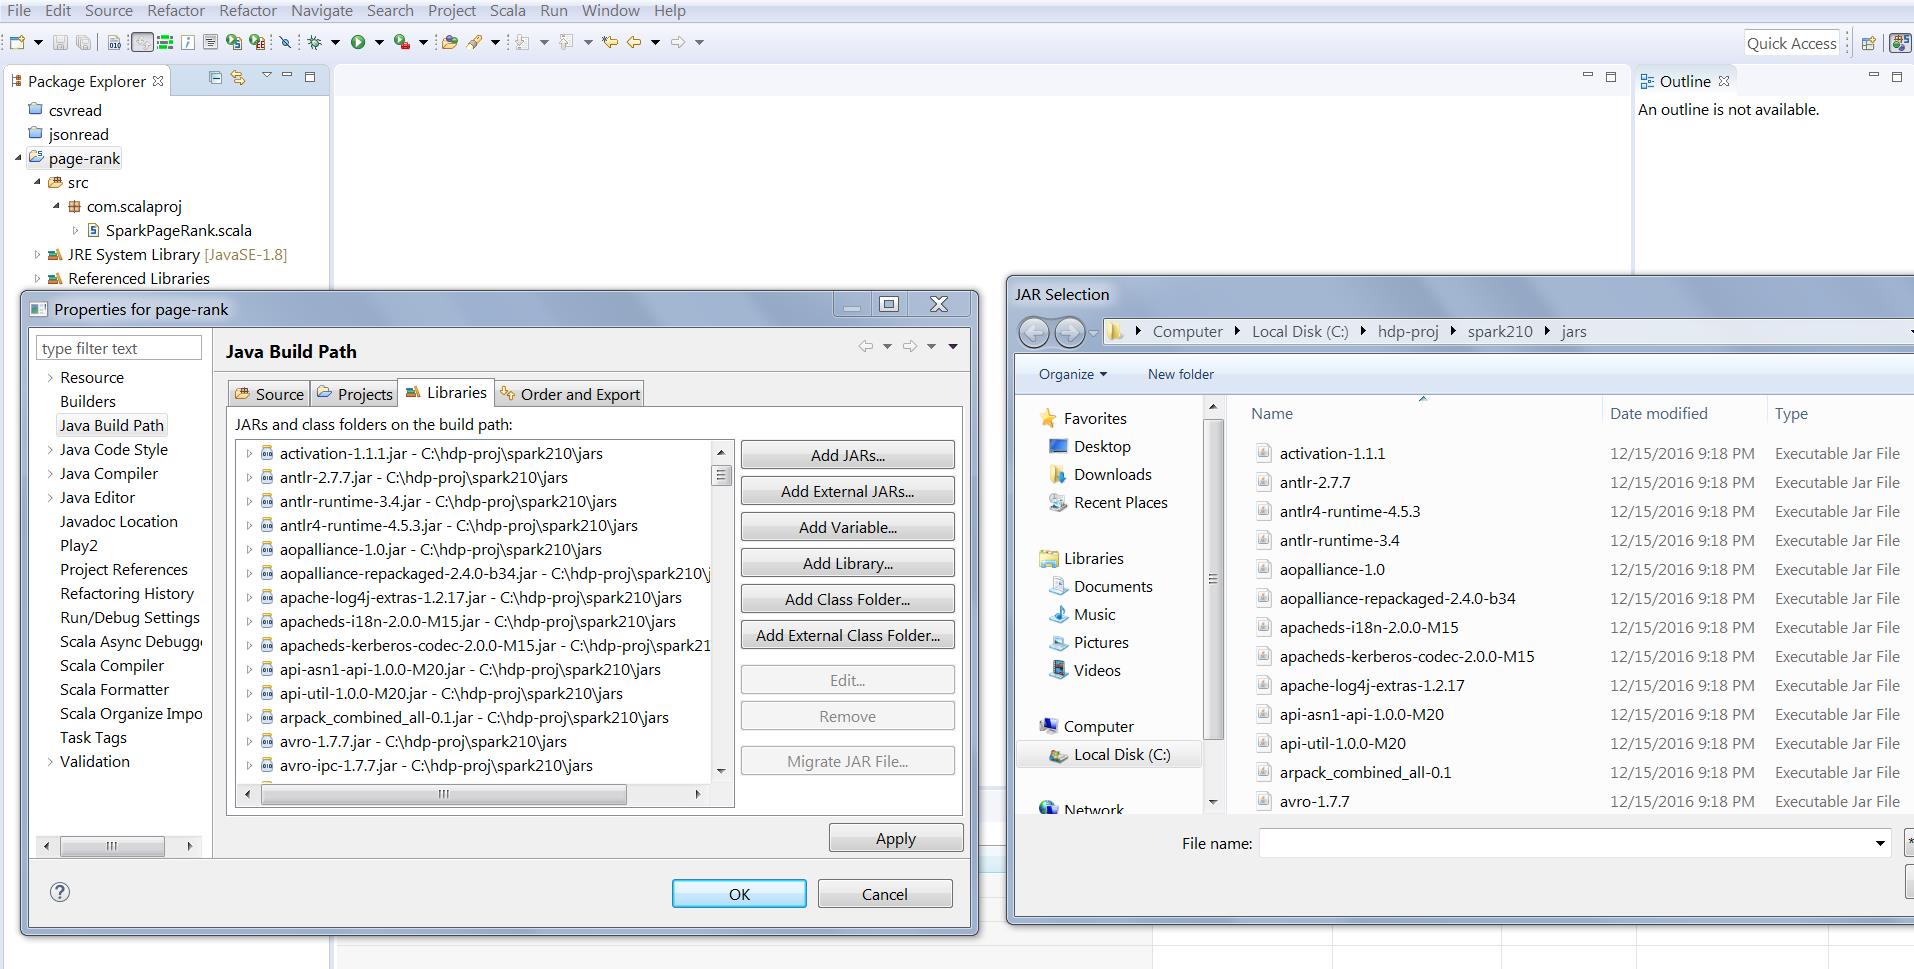 File Edit Source Refactor Refactor Navigate Search Project Scala Run Window Help
Quick Access
Package Explorer
csvread
jsonread
page-rank
src
com.scalaproj
SparkPageRank.scala
JRE System Library [JavaSE-1.8]
Referenced Libraries
Outline
An outline is not available.
Properties for page-rank
type filter text
Resource
Builders
Java Build Path
Java Code Style
Java Compiler
Java Editor
Javadoc Location
Play2
Project References
Refactoring History
Run/Debug Settings
Scala Async Debugge
Scala Compiler
Scala Formatter
Scala Organize Impo
Task Tags
Validation
Java Build Path
Source Projects Libraries Order and Export
JARs and class folders on the build path:
activation-1.1.1.jar - C:\hdp-proj\spark210\jars
antlr-2.7.7.jar - C:\hdp-proj\spark210\jars
antlr-runtime-3.4.jar - C:\hdp-proj\spark210\jars
antlr4-runtime-4.5.3.jar - C:\hdp-proj\spark210\jars
aopalliance-1.0.jar - C:\hdp-proj\spark210\jars
aopalliance-repackaged-2.4.0-b34.jar - C:\hdp-proj\spark210\j
apache-log4j-extras-1.2.17.jar - C:\hdp-proj\spark210\jars
apacheds-i18n-2.0.0-M15.jar - C:\hdp-proj\spark210\jars
apacheds-kerberos-codec-2.0.0-M15.jar - C:\hdp-proj\spark21
api-asn1-api-1.0.0-M20.jar - C:\hdp-proj\spark210\jars
api-util-1.0.0-M20.jar - C:\hdp-proj\spark210\jars
arpack_combined_all-0.1.jar - C:\hdp-proj\spark210\jars
avro-1.7.7.jar - C:\hdp-proj\spark210\jars
avro-ipc-1.7.7.jar - C:\hdp-proj\spark210\jars
Add JARs...
Add External JARs...
Add Variable...
Add Library...
Add Class Folder...
Add External Class Folder...
Edit...
Remove
Migrate JAR File...
Apply
OK Cancel
JAR Selection
Computer Local Disk (C:) hdp-proj spark210 jars
Organize New folder
Favorites
Desktop
Downloads
Recent Places
Libraries
Documents
Music
Pictures
Videos
Computer
Local Disk (C:)
Network
Name Date modified Type
activation-1.1.1 12/15/2016 9:18 PM Executable Jar File
antlr-2.7.7 12/15/2016 9:18 PM Executable Jar File
antlr4-runtime-4.5.3 12/15/2016 9:18 PM Executable Jar File
antlr-runtime-3.4 12/15/2016 9:18 PM Executable Jar File
aopalliance-1.0 12/15/2016 9:18 PM Executable Jar File
aopalliance-repackaged-2.4.0-b34 12/15/2016 9:18 PM Executable Jar File
apacheds-i18n-2.0.0-M15 12/15/2016 9:18 PM Executable Jar File
apacheds-kerberos-codec-2.0.0-M15 12/15/2016 9:18 PM Executable Jar File
apache-log4j-extras-1.2.17 12/15/2016 9:18 PM Executable Jar File
api-asn1-api-1.0.0-M20 12/15/2016 9:18 PM Executable Jar File
api-util-1.0.0-M20 12/15/2016 9:18 PM Executable Jar File
arpack_combined_all-0.1 12/15/2016 9:18 PM Executable Jar File
avro-1.7.7 12/15/2016 9:18 PM Executable Jar File
File name: